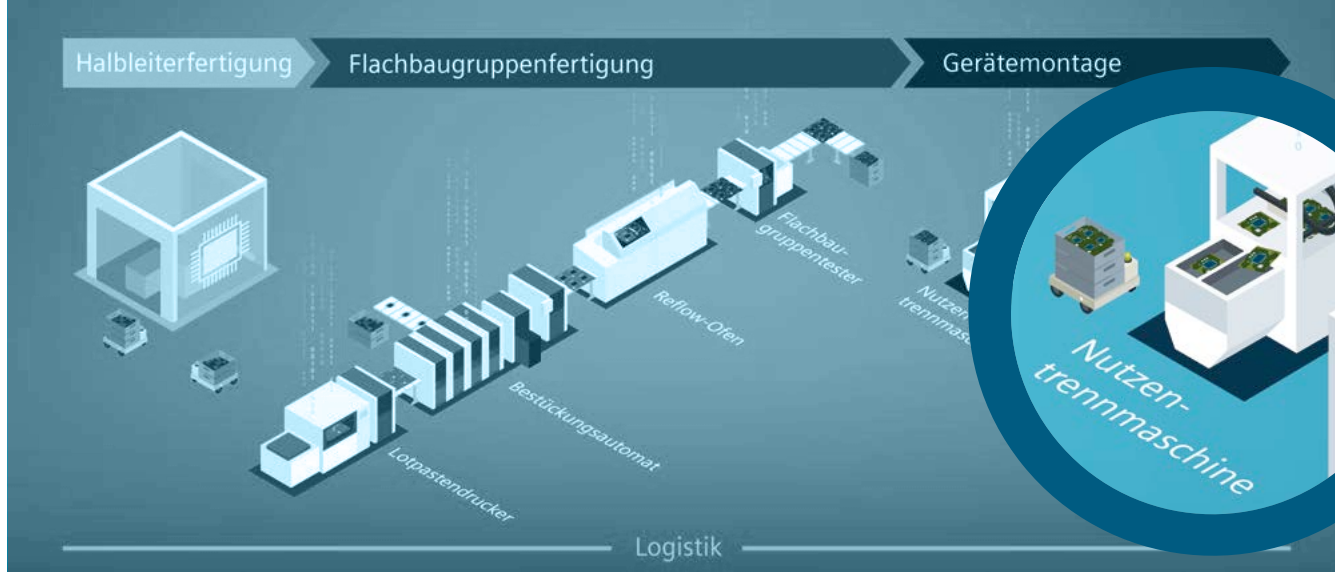 Halbleiterfertigung
Flachbaugruppenfertigung
Gerätemontage
Lotpastendrucker
Bestückungsautomat
Reflow-Ofen
Flachbau-
gruppentester
Nutzen-
trennmaschine
Logistik